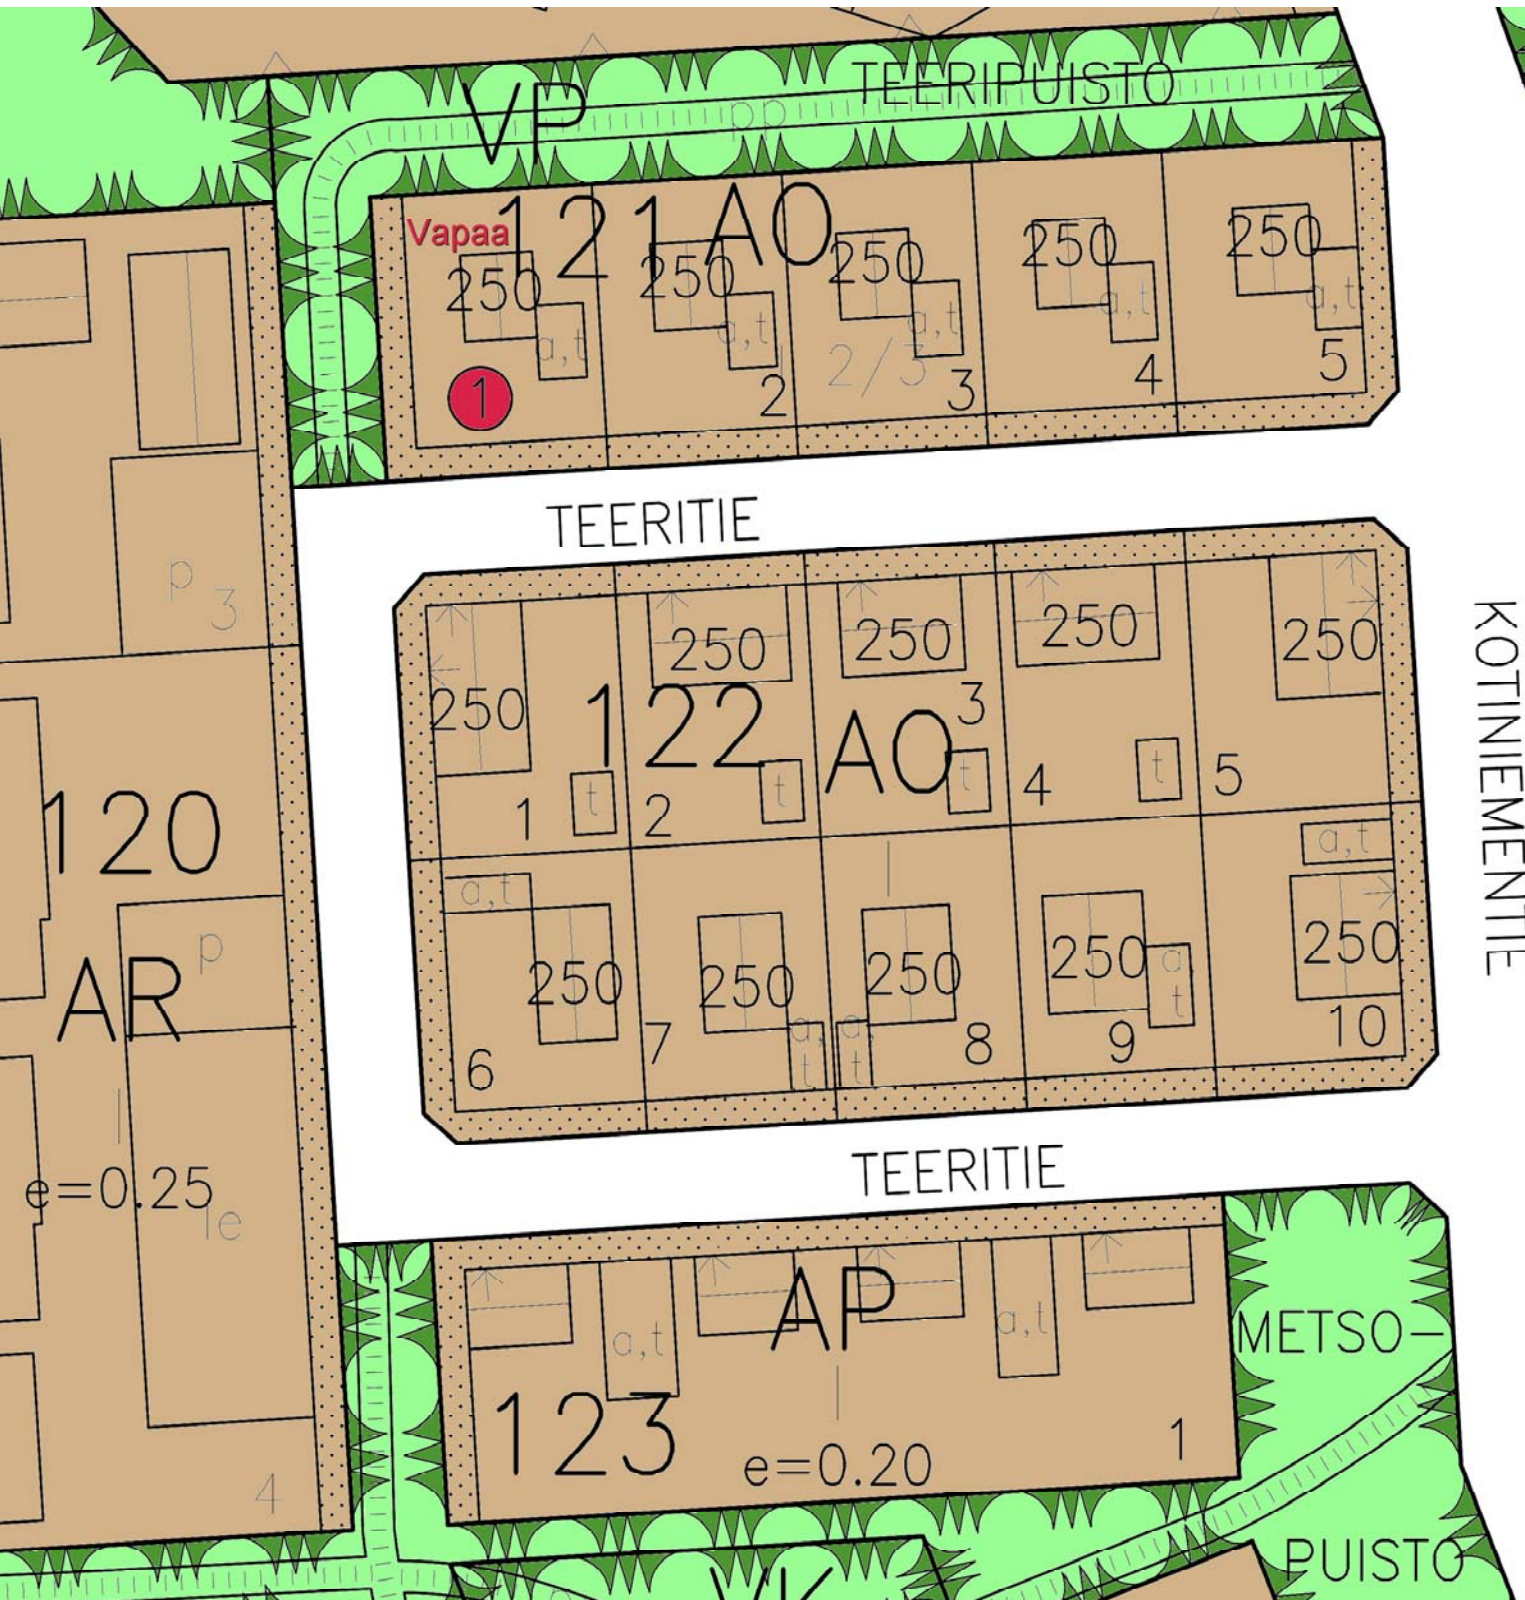 TEERIPUISTO
VP
pp
121 AO
Vapaa
250
250
250
250
250
a,t
a,t
a,t
a,t
a,t
2/3
1
2
3
4
5
TEERITIE
p
3
250
250
250
250
250
122
AO
3
1
t
2
t
t
4
t
5
KOTINIEMENTIE
120
AR
p
e=0.25
le
4
a,t
a,t
250
250
250
250
250
a,
t
a,
t
a,
t
6
7
8
9
10
TEERITIE
AP
a,t
a,t
123
e=0.20
1
METSO-
PUISTO
VK